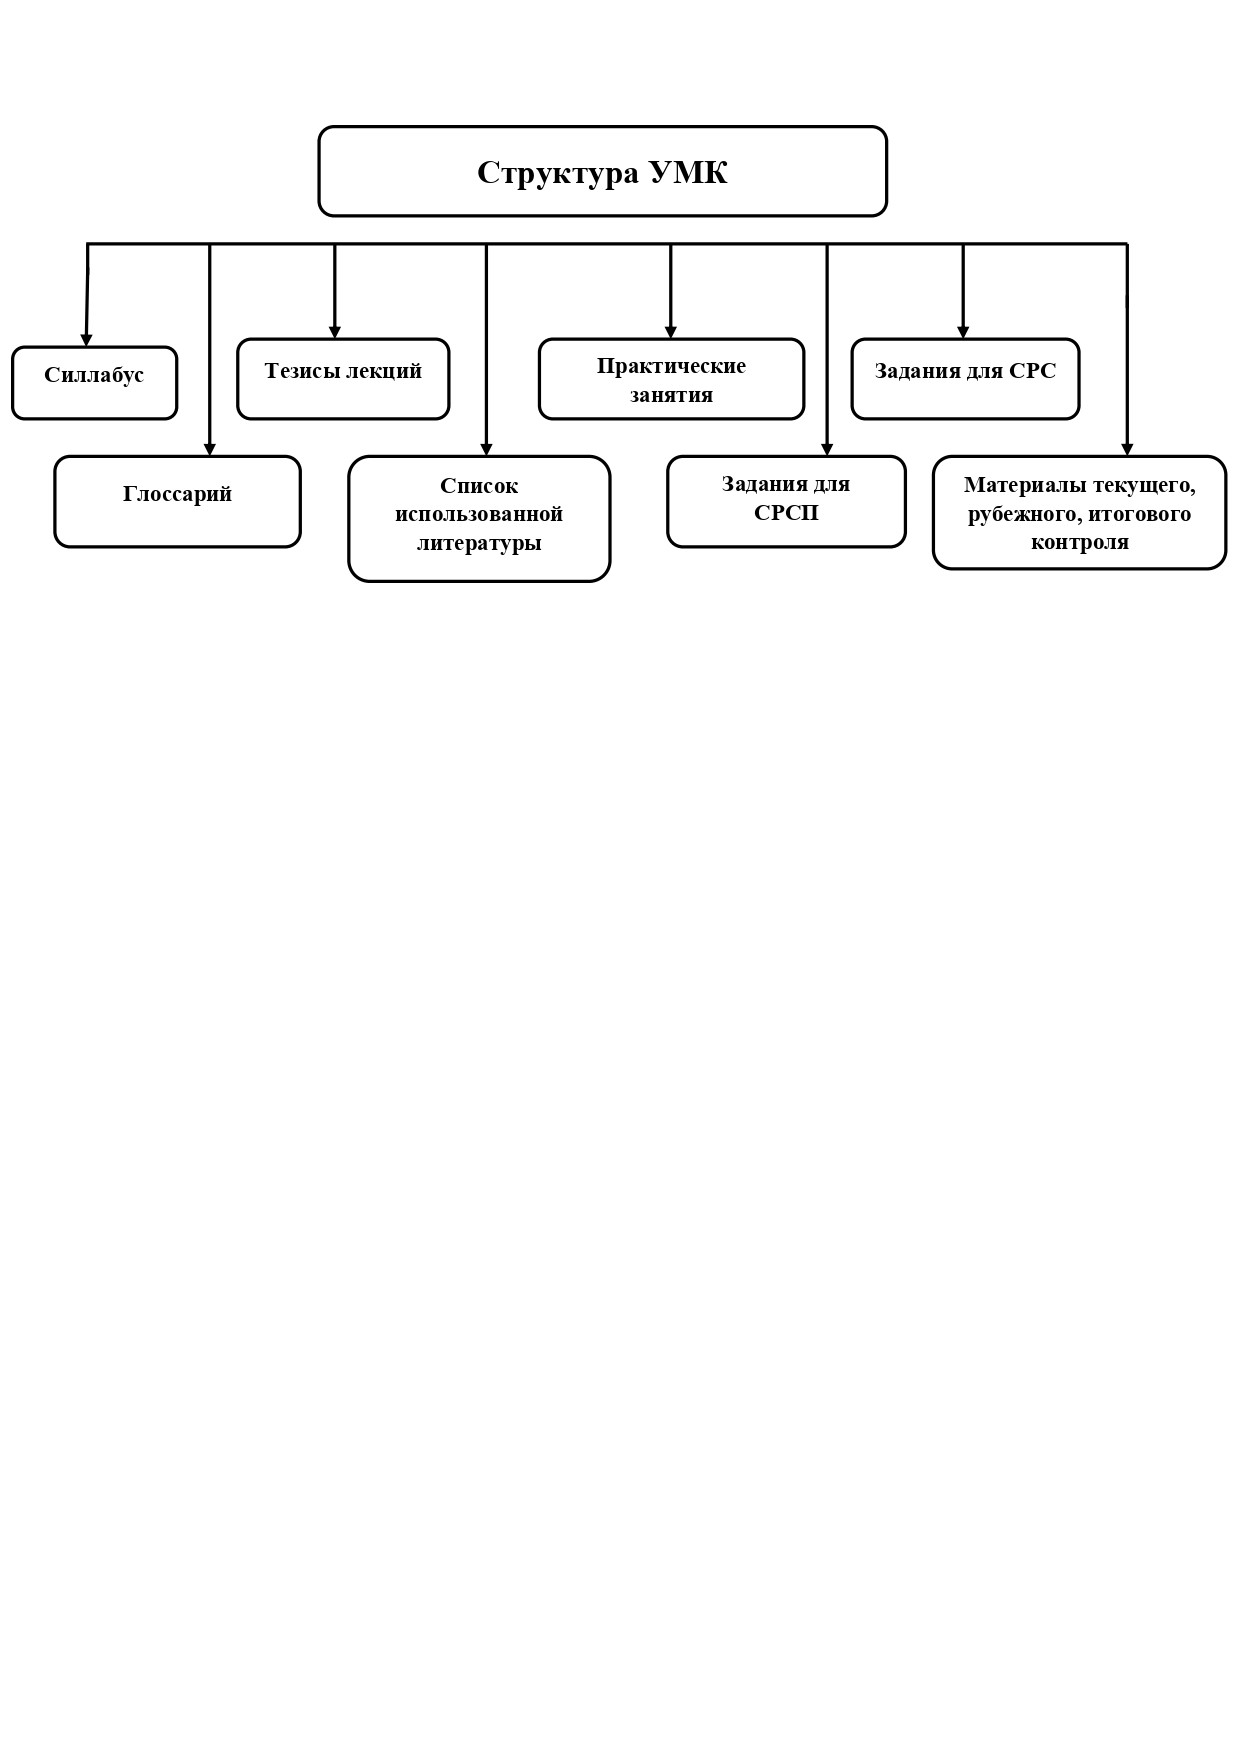 Структура УМК
Силлабус
Тезисы лекций
Практические
занятия
Задания для СРС
Глоссарий
Список
использованной
литературы
Задания для
СРСП
Материалы текущего,
рубежного, итогового
контроля